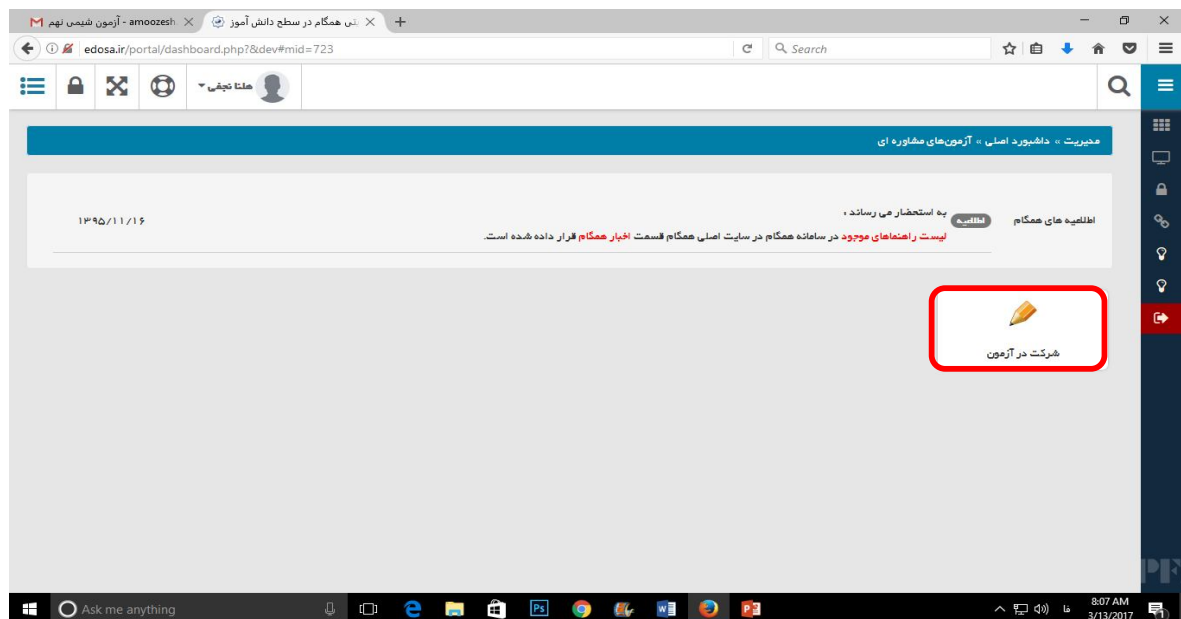 آزمون شیمی نهم - amoozesh
تی همگام در سطح دانش آموز
edosa.ir/portal/dashboard.php?&dev#mid=723
Search
هلنا نجفی
مدیریت » داشبورد اصلی » آزمون‌های مشاوره ای
اطلاعیه های همگام
اطلاعیه
به استحضار می رساند ،
لیست راهنماهای موجود در سامانه همگام در سایت اصلی همگام قسمت اخبار همگام قرار داده شده است.
۱۳۹۵/۱۱/۱۶
شرکت در آزمون
Ask me anything
فا
8:07 AM
3/13/2017